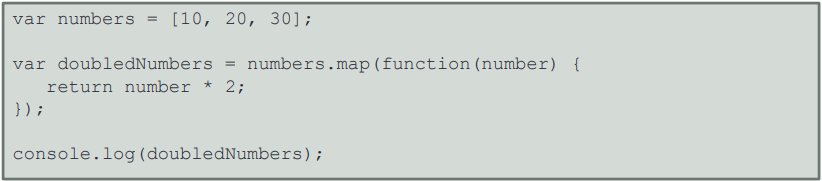 var numbers = [10, 20, 30];
var doubledNumbers = numbers.map(function(number) {
   return number * 2;
});
console.log(doubledNumbers);